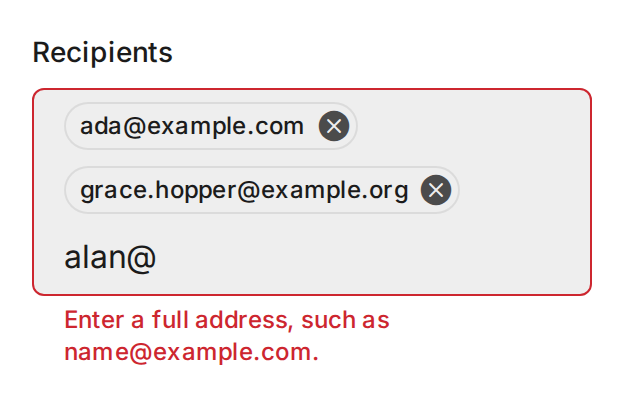 Recipients
ada@example.com
grace.hopper@example.org
alan@
Enter a full address, such as
name@example.com.